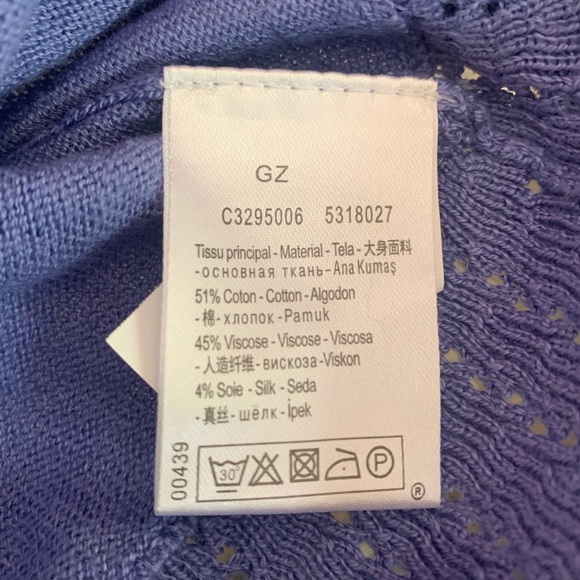 GZ
C3295006 5318027
Tissu principal - Material - Tela - 大身面料
-основная ткань-Ana Kumaş
51% Coton - Cotton - Algodon
-棉- хлопок -Pamuk
45% Viscose - Viscose - Viscosa
-人造纤维- вискоза -Viskon
4% Soie - Silk - Seda
-真丝- шёлк - İpek
00439
30°
P
®